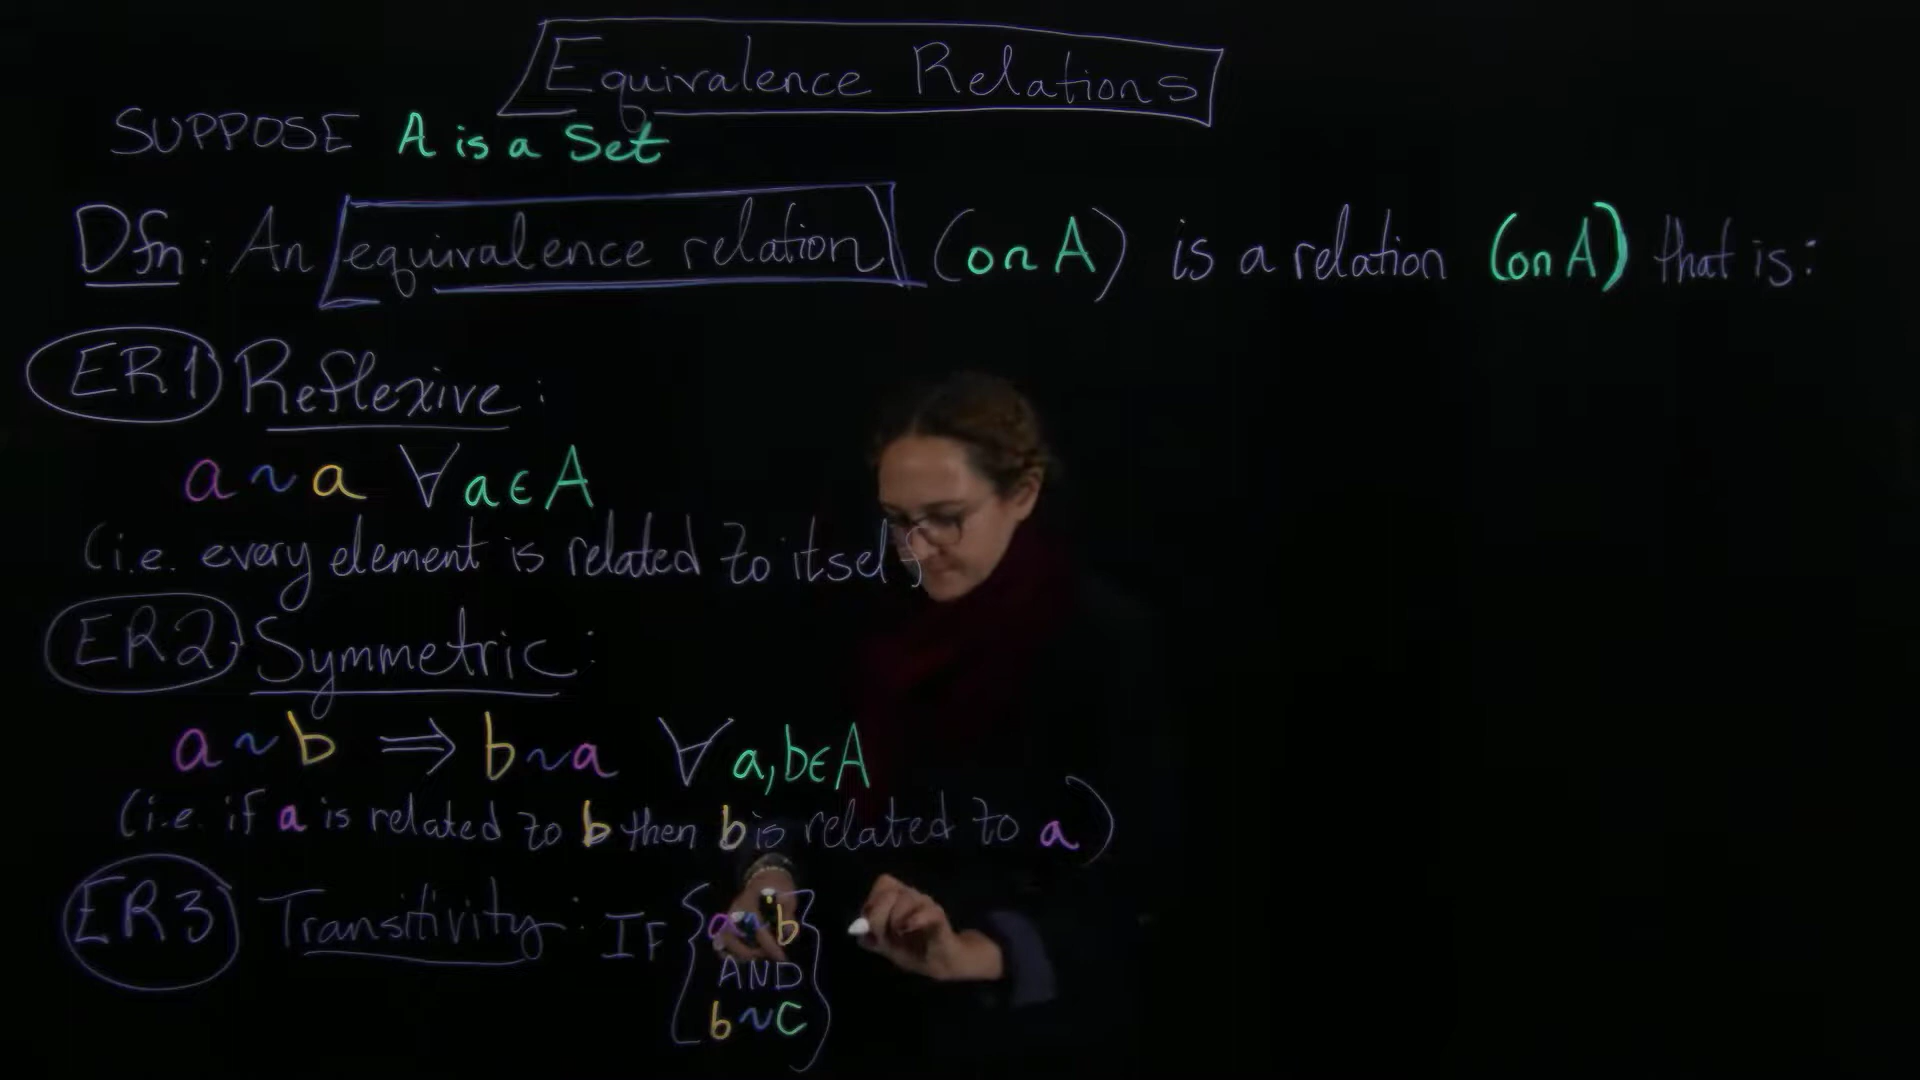 Equivalence Relations
SUPPOSE A is a Set
Dfn: An equivalence relation (on A) is a relation (on A) that is:
ER1 Reflexive:
a ~ a ∀ a ∈ A
(i.e. every element is related to itself
ER2 Symmetric:
a ~ b ⇒ b ~ a ∀ a, b ∈ A
(i.e. if a is related to b then b is related to a)
ER3 Transitivity: IF { a ~ b }
AND
b ~ c